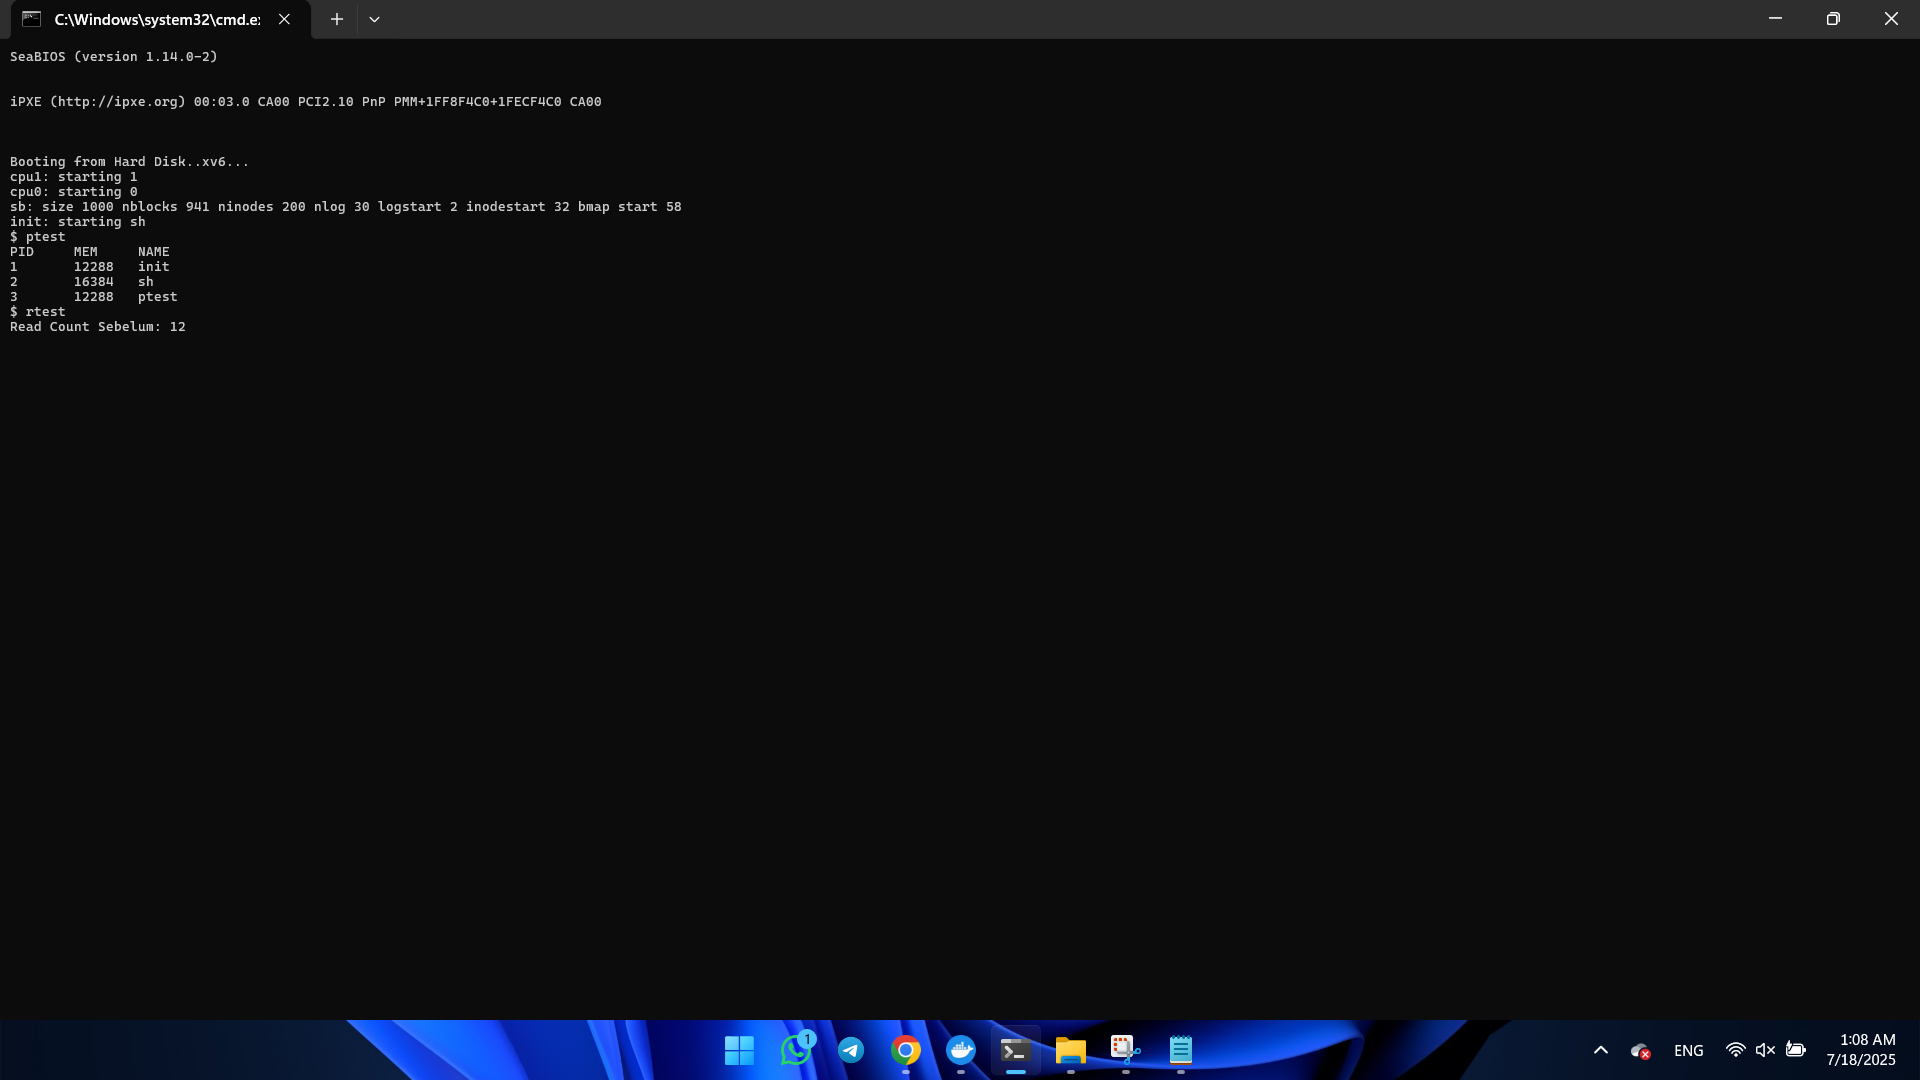 C:\Windows\system32\cmd.e
SeaBIOS (version 1.14.0-2)
iPXE (http://ipxe.org) 00:03.0 CA00 PCI2.10 PnP PMM+1FF8F4C0+1FECF4C0 CA00
Booting from Hard Disk..xv6...
cpu1: starting 1
cpu0: starting 0
sb: size 1000 nblocks 941 ninodes 200 nlog 30 logstart 2 inodestart 32 bmap start 58
init: starting sh
$ ptest
PID MEM NAME
1 12288 init
2 16384 sh
3 12288 ptest
$ rtest
Read Count Sebelum: 12
1
ENG
1:08 AM
7/18/2025